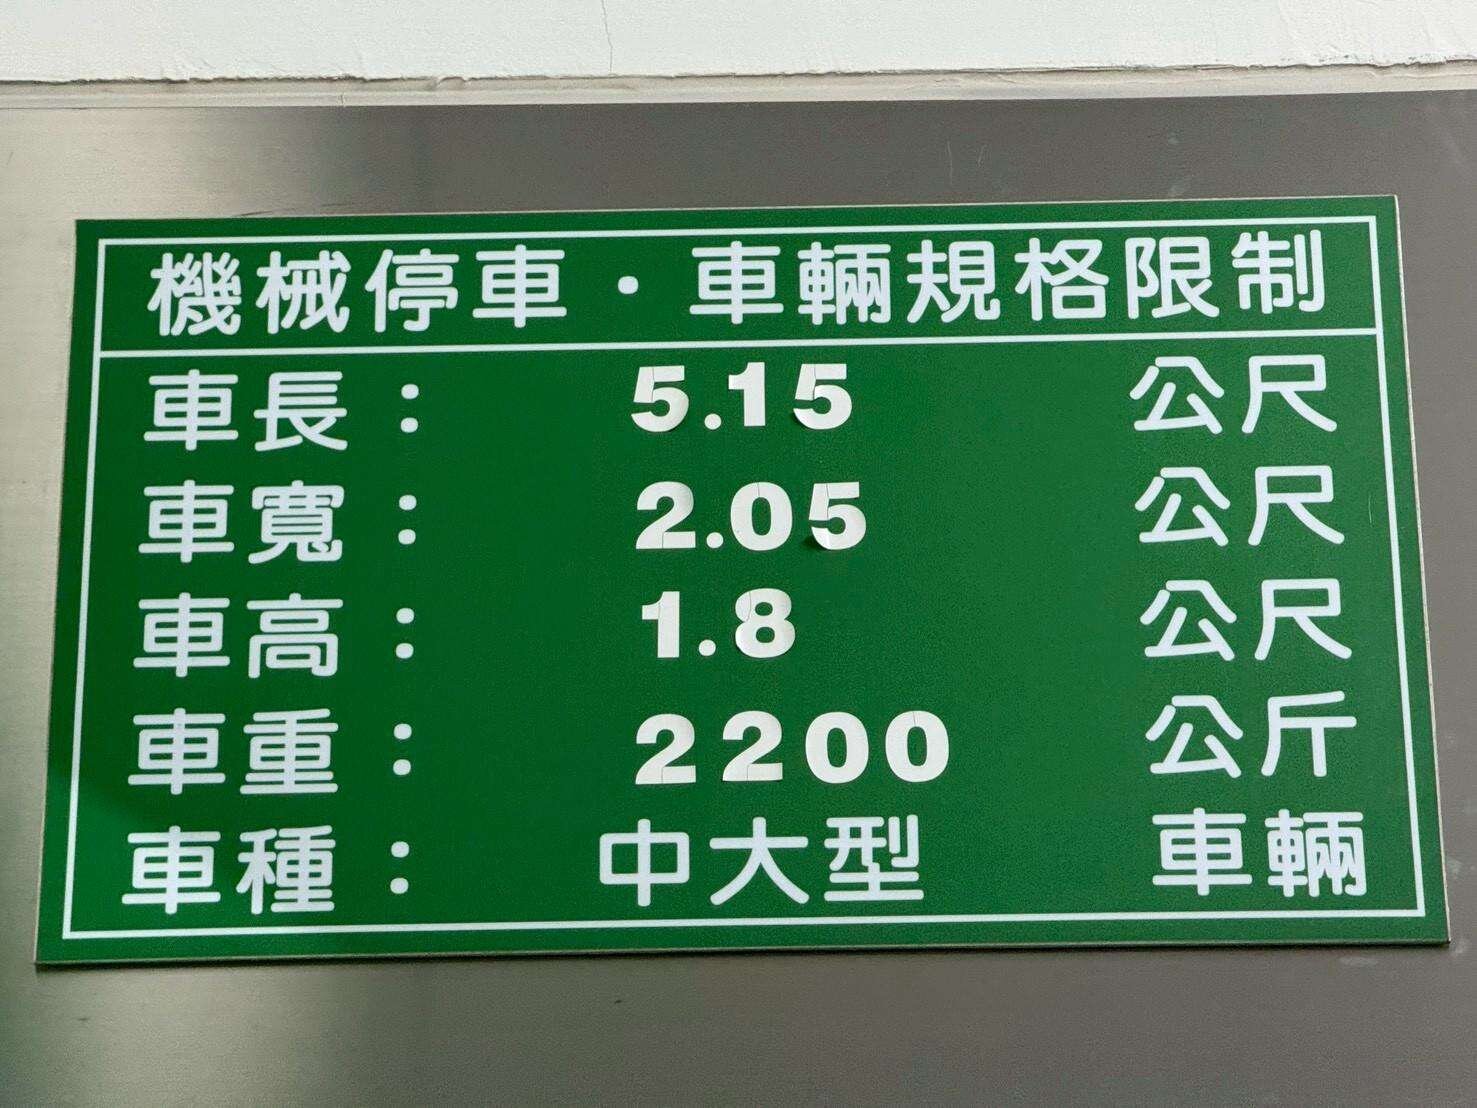 機械停車・車輛規格限制
車長： 5.15 公尺
車寬： 2.05 公尺
車高： 1.8 公尺
車重： 2200 公斤
車種： 中大型 車輛